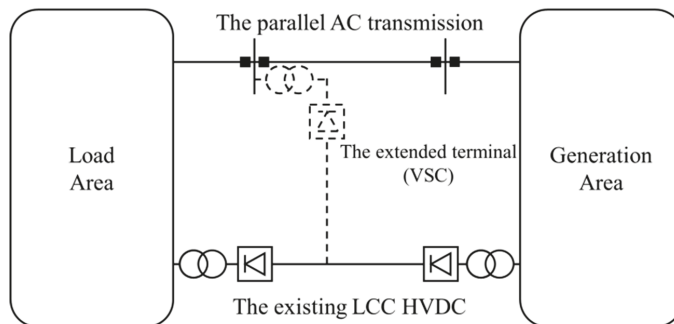 The parallel AC transmission
Load
Area
The extended terminal
(VSC)
Generation
Area
The existing LCC HVDC